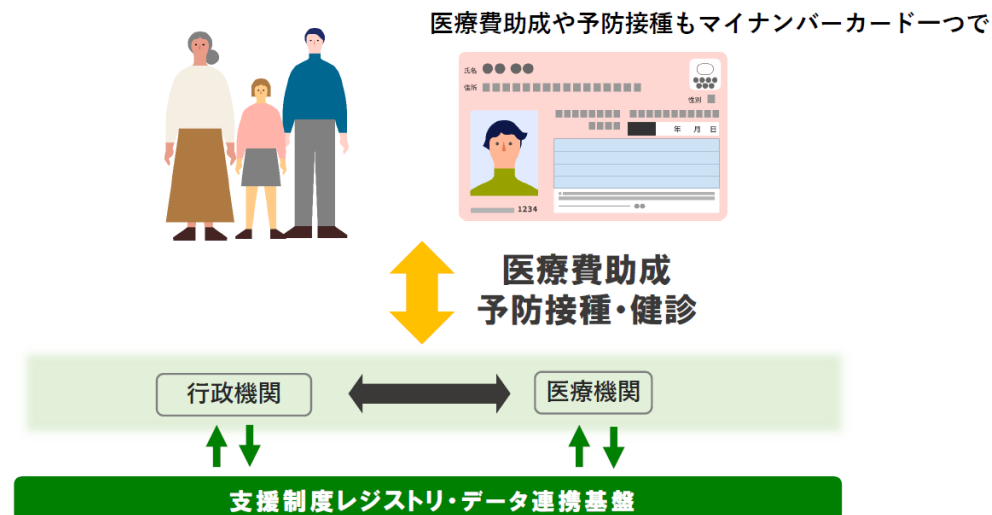 医療費助成や予防接種もマイナンバーカード一つで
氏名 ●● ●●
住所
性別
年 月 日
1234
医療費助成
予防接種・健診
行政機関
医療機関
支援制度レジストリ・データ連携基盤